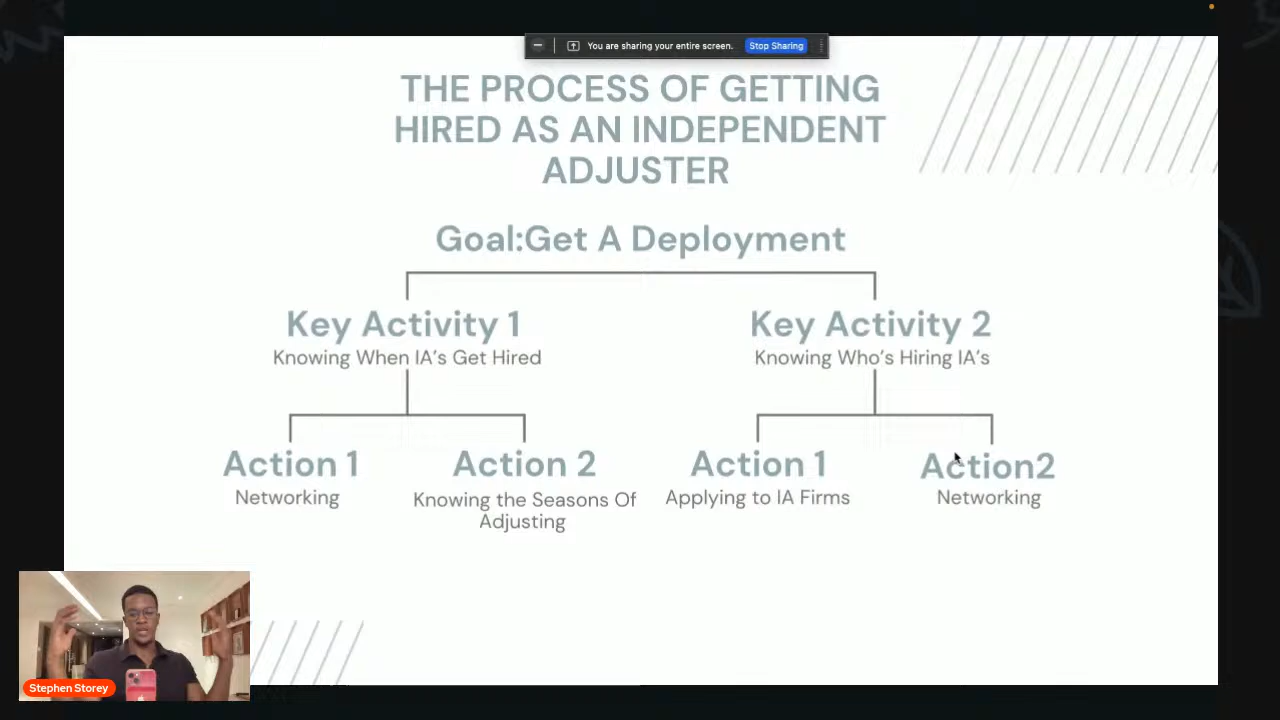 You are sharing your entire screen. Stop Sharing
THE PROCESS OF GETTING
HIRED AS AN INDEPENDENT
ADJUSTER
Goal:Get A Deployment
Key Activity 1
Knowing When IA's Get Hired
Key Activity 2
Knowing Who's Hiring IA's
Action 1
Networking
Action 2
Knowing the Seasons Of
Adjusting
Action 1
Applying to IA Firms
Action2
Networking
Stephen Storey